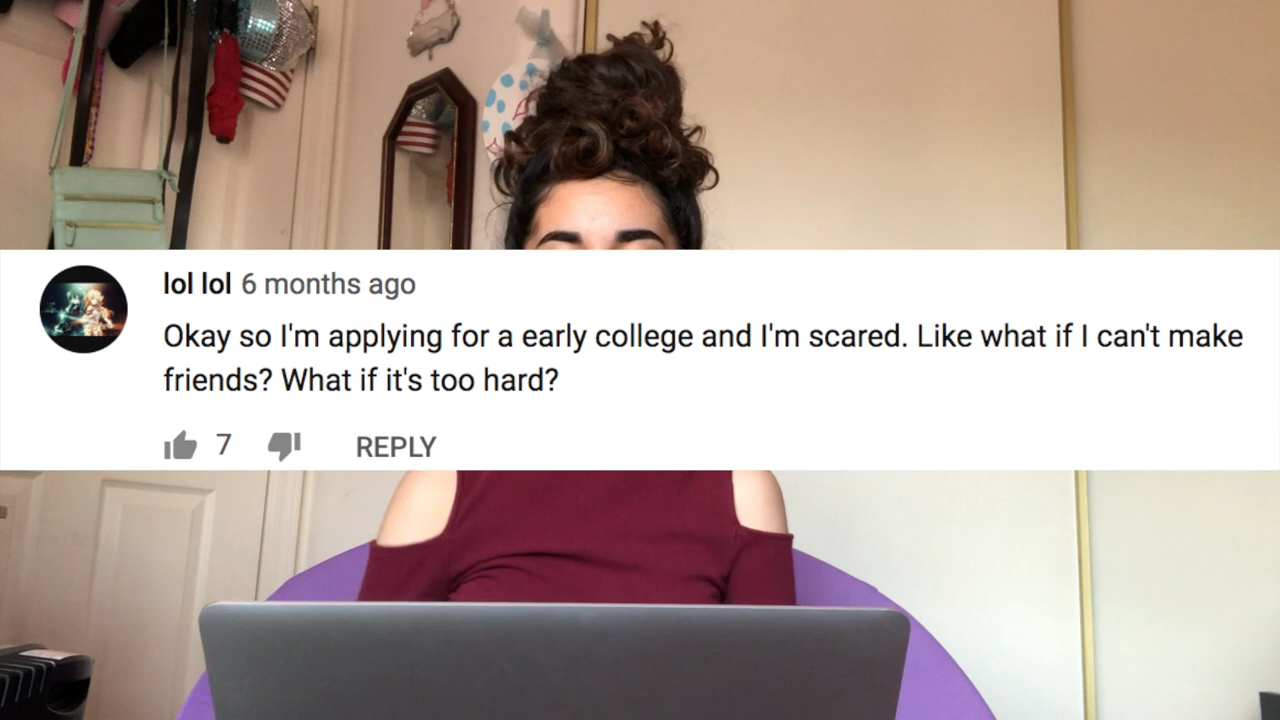 lol lol 6 months ago
Okay so I'm applying for a early college and I'm scared. Like what if I can't make
friends? What if it's too hard?
7 REPLY